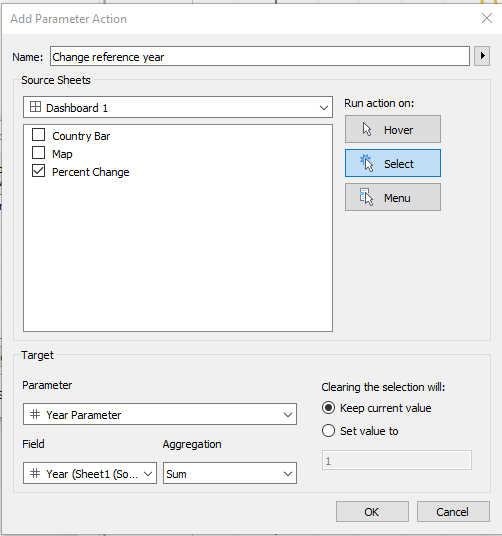 Add Parameter Action
Name: Change reference year
Source Sheets
Dashboard 1
Country Bar
Map
Percent Change
Run action on:
Hover
Select
Menu
Target
Parameter
Year Parameter
Field
Aggregation
Year (Sheet1 (So...
Sum
Clearing the selection will:
Keep current value
Set value to
1
OK
Cancel